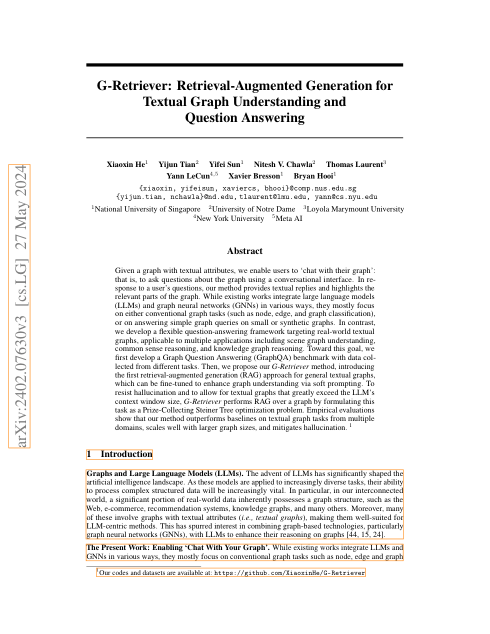 G-Retriever: Retrieval-Augmented Generation for
Textual Graph Understanding and
Question Answering
Xiaoxin He¹ Yijun Tian² Yifei Sun¹ Nitesh V. Chawla² Thomas Laurent³
Yann LeCun⁴,⁵ Xavier Bresson¹ Bryan Hooi¹
{xiaoxin, yifeisun, xaviercs, bhooi}@comp.nus.edu.sg
{yijun.tian, nchawla}@nd.edu, tlaurent@lmu.edu, yann@cs.nyu.edu
¹National University of Singapore ²University of Notre Dame ³Loyola Marymount University
⁴New York University ⁵Meta AI
Abstract
Given a graph with textual attributes, we enable users to ‘chat with their graph’:
that is, to ask questions about the graph using a conversational interface. In re-
sponse to a user's questions, our method provides textual replies and highlights the
relevant parts of the graph. While existing works integrate large language models
(LLMs) and graph neural networks (GNNs) in various ways, they mostly focus
on either conventional graph tasks (such as node, edge, and graph classification),
or on answering simple graph queries on small or synthetic graphs. In contrast,
we develop a flexible question-answering framework targeting real-world textual
graphs, applicable to multiple applications including scene graph understanding,
common sense reasoning, and knowledge graph reasoning. Toward this goal, we
first develop a Graph Question Answering (GraphQA) benchmark with data col-
lected from different tasks. Then, we propose our G-Retriever method, introducing
the first retrieval-augmented generation (RAG) approach for general textual graphs,
which can be fine-tuned to enhance graph understanding via soft prompting. To
resist hallucination and to allow for textual graphs that greatly exceed the LLM's
context window size, G-Retriever performs RAG over a graph by formulating this
task as a Prize-Collecting Steiner Tree optimization problem. Empirical evaluations
show that our method outperforms baselines on textual graph tasks from multiple
domains, scales well with larger graph sizes, and mitigates hallucination. ¹
1 Introduction
Graphs and Large Language Models (LLMs). The advent of LLMs has significantly shaped the
artificial intelligence landscape. As these models are applied to increasingly diverse tasks, their ability
to process complex structured data will be increasingly vital. In particular, in our interconnected
world, a significant portion of real-world data inherently possesses a graph structure, such as the
Web, e-commerce, recommendation systems, knowledge graphs, and many others. Moreover, many
of these involve graphs with textual attributes (i.e., textual graphs), making them well-suited for
LLM-centric methods. This has spurred interest in combining graph-based technologies, particularly
graph neural networks (GNNs), with LLMs to enhance their reasoning on graphs [44, 15, 24].
The Present Work: Enabling ‘Chat With Your Graph’. While existing works integrate LLMs and
GNNs in various ways, they mostly focus on conventional graph tasks such as node, edge and graph
¹Our codes and datasets are available at: https://github.com/XiaoxinHe/G-Retriever
arXiv:2402.07630v3 [cs.LG] 27 May 2024